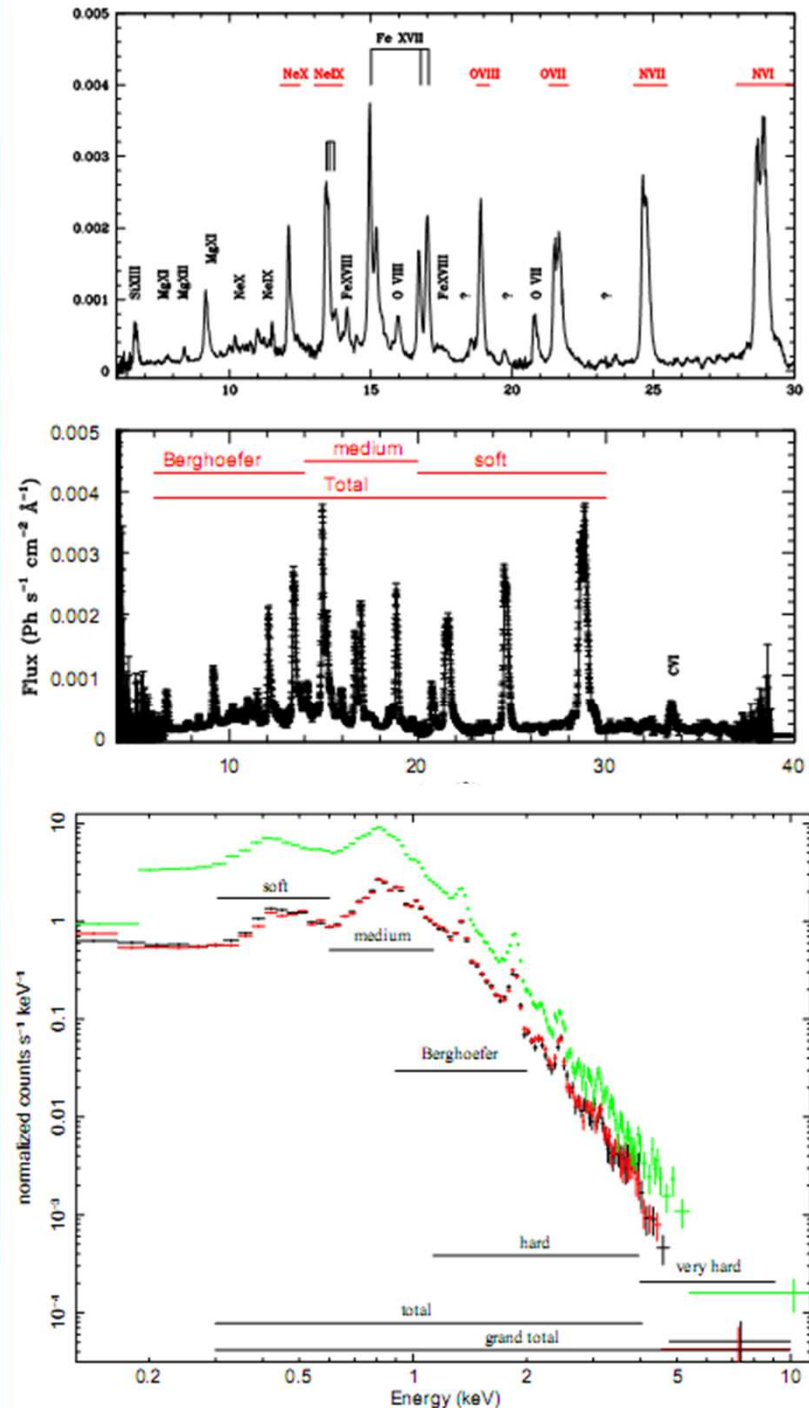 0.005
Fe XVII
NeX NeIX OVIII OVII NVII NVI
0.004
0.003
0.002
SiXIII MgXI MgXII MgXI NeX NeIX FeXVIII O VIII FeXVIII ? ? O VII ?
0.001
0
10 15 20 25 30
0.005
medium
Berghoefer soft
Total
0.004
0.003
0.002
0.001
CVI
0
10 20 30 40
Flux (Ph s⁻¹ cm⁻² Å⁻¹)
10
soft
1
medium
0.1
Berghoefer
0.01
10⁻³
hard
very hard
10⁻⁴
total
grand total
0.2 0.5 1 2 5 10
Energy (keV)
normalized counts s⁻¹ keV⁻¹